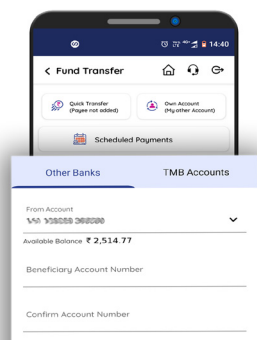 14:40
Fund Transfer
Quick Transfer
(Payee not added)
Own Account
(My other Account)
Scheduled Payments
Other Banks
TMB Accounts
From Account
Available Balance ₹ 2,514.77
Beneficiary Account Number
Confirm Account Number